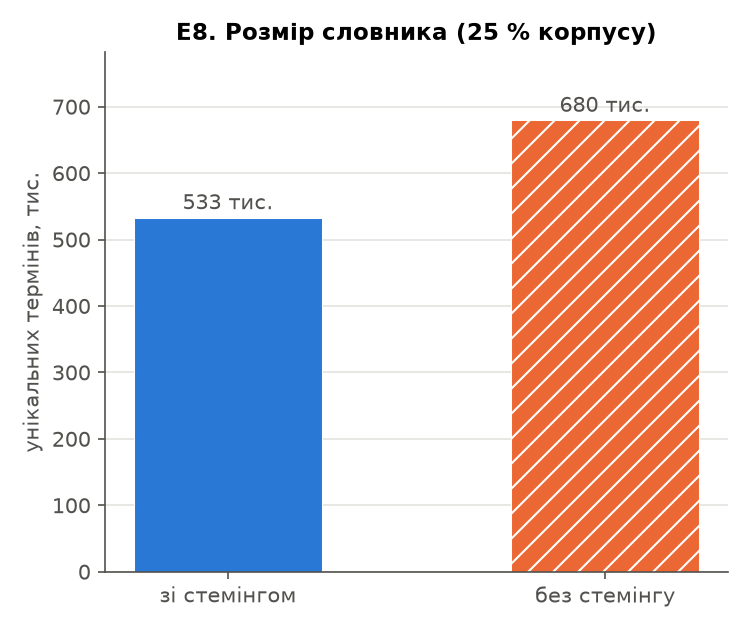 E8. Розмір словника (25 % корпусу)
унікальних термінів, тис.
700
600
500
400
300
200
100
0
533 тис.
680 тис.
зі стемінгом
без стемінгу